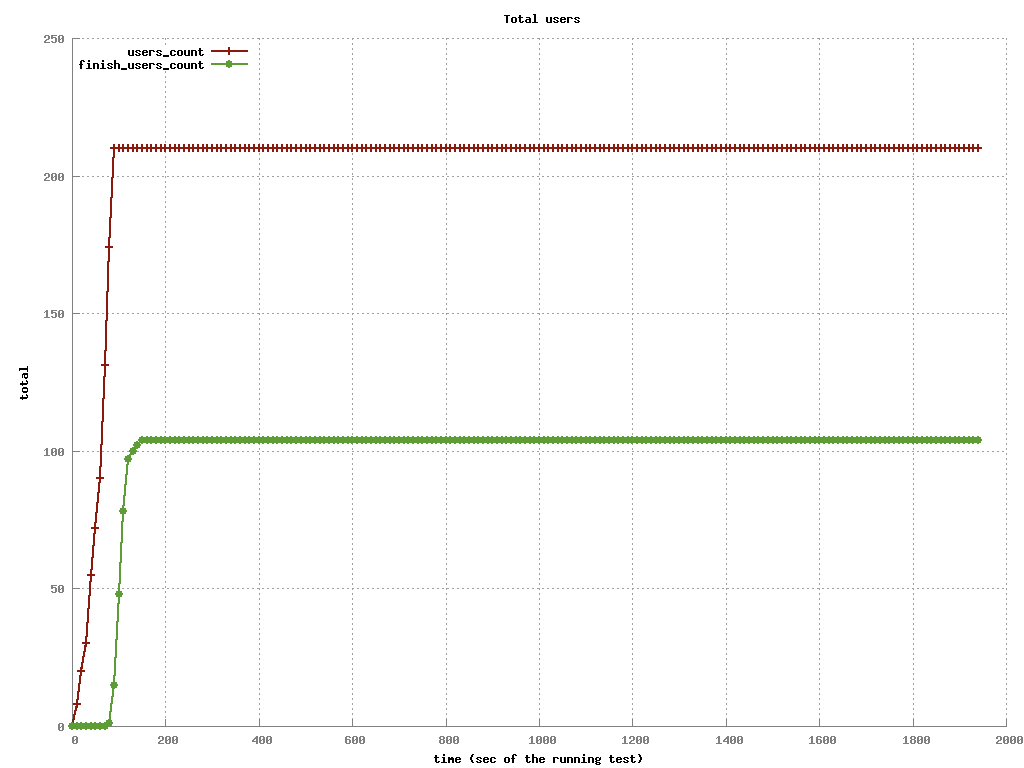 Total users
users_count
finish_users_count
250
200
150
100
50
0
total
0 200 400 600 800 1000 1200 1400 1600 1800 2000
time (sec of the running test)